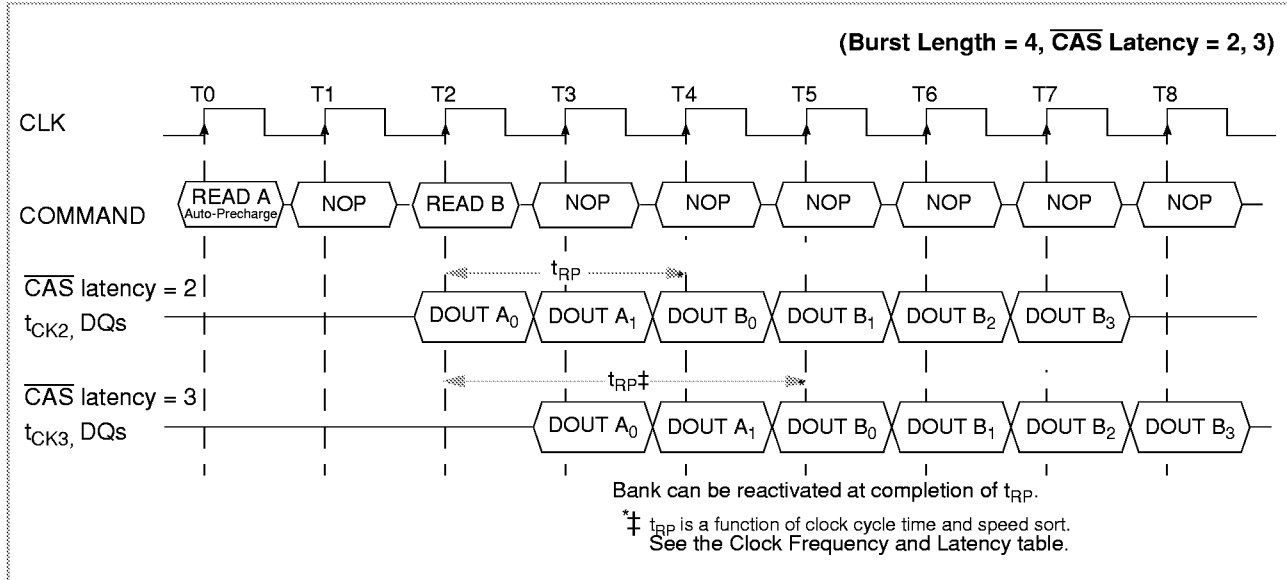 (Burst Length = 4, CAS Latency = 2, 3)
T0 T1 T2 T3 T4 T5 T6 T7 T8
CLK
COMMAND
READ A
Auto-Precharge
NOP READ B NOP NOP NOP NOP NOP NOP
tRP
CAS latency = 2
tCK2, DQs
DOUT A0 DOUT A1 DOUT B0 DOUT B1 DOUT B2 DOUT B3
tRP‡
CAS latency = 3
tCK3, DQs
DOUT A0 DOUT A1 DOUT B0 DOUT B1 DOUT B2 DOUT B3
Bank can be reactivated at completion of tRP.
*‡ tRP is a function of clock cycle time and speed sort.
See the Clock Frequency and Latency table.